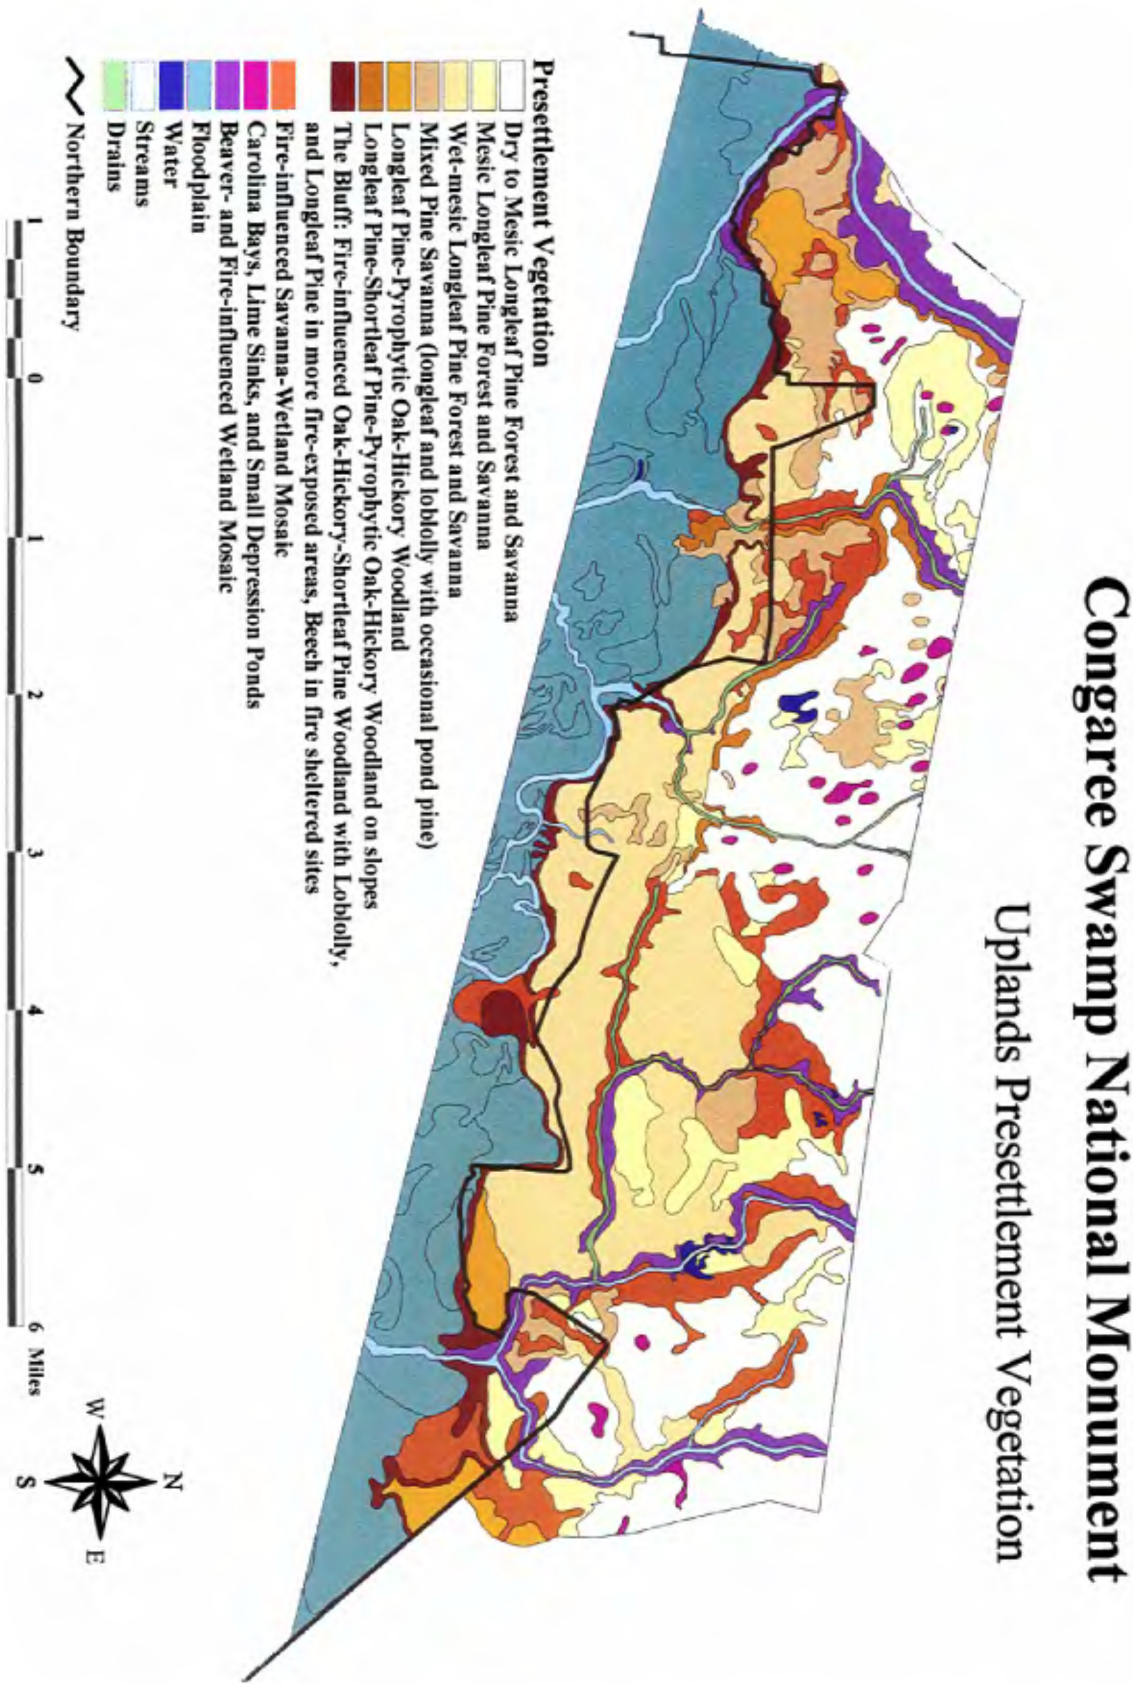 Congaree Swamp National Monument
Uplands Presettlement Vegetation
Presettlement Vegetation
Dry to Mesic Longleaf Pine Forest and Savanna
Mesic Longleaf Pine Forest and Savanna
Wet-mesic Longleaf Pine Forest and Savanna
Mixed Pine Savanna (longleaf and loblolly with occasional pond pine)
Longleaf Pine-Pyrophytic Oak-Hickory Woodland
Longleaf Pine-Shortleaf Pine-Pyrophytic Oak-Hickory Woodland on slopes
The Bluff: Fire-influenced Oak-Hickory-Shortleaf Pine Woodland with Loblolly,
and Longleaf Pine in more fire-exposed areas, Beech in fire sheltered sites
Fire-influenced Savanna-Wetland Mosaic
Carolina Bays, Lime Sinks, and Small Depression Ponds
Beaver- and Fire-influenced Wetland Mosaic
Floodplain
Water
Streams
Drains
Northern Boundary
1 0 1 2 3 4 5 6 Miles
N
W E
S